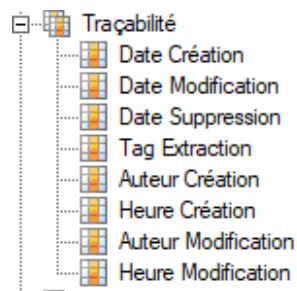 Traçabilité
Date Création
Date Modification
Date Suppression
Tag Extraction
Auteur Création
Heure Création
Auteur Modification
Heure Modification